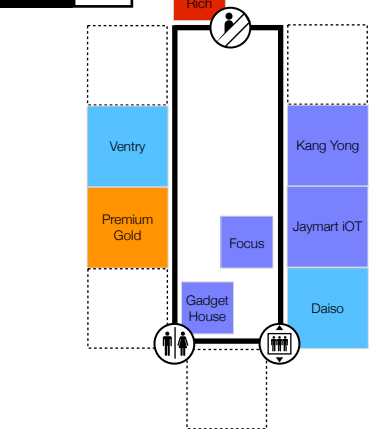 Rich
Ventry
Kang Yong
Premium
Gold
Jaymart iOT
Focus
Gadget
House
Daiso